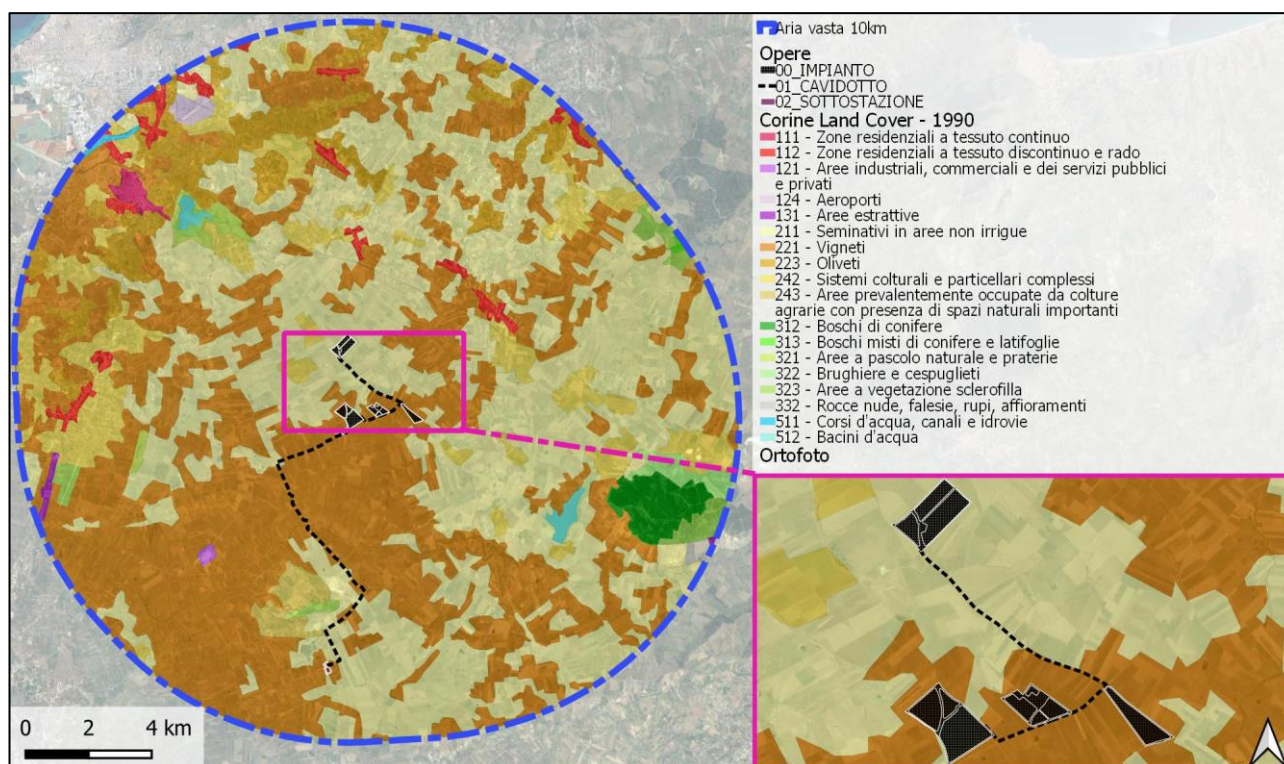 Aria vasta 10km
Opere
00_IMPIANTO
01_CAVIDOTTO
02_SOTTOSTAZIONE
Corine Land Cover - 1990
111 - Zone residenziali a tessuto continuo
112 - Zone residenziali a tessuto discontinuo e rado
121 - Aree industriali, commerciali e dei servizi pubblici
e privati
124 - Aeroporti
131 - Aree estrattive
211 - Seminativi in aree non irrigue
221 - Vigneti
223 - Oliveti
242 - Sistemi colturali e particellari complessi
243 - Aree prevalentemente occupate da colture
agrarie con presenza di spazi naturali importanti
312 - Boschi di conifere
313 - Boschi misti di conifere e latifoglie
321 - Aree a pascolo naturale e praterie
322 - Brughiere e cespuglieti
323 - Aree a vegetazione sclerofilla
332 - Rocce nude, falesie, rupi, affioramenti
511 - Corsi d'acqua, canali e idrovie
512 - Bacini d'acqua
Ortofoto
0 2 4 km